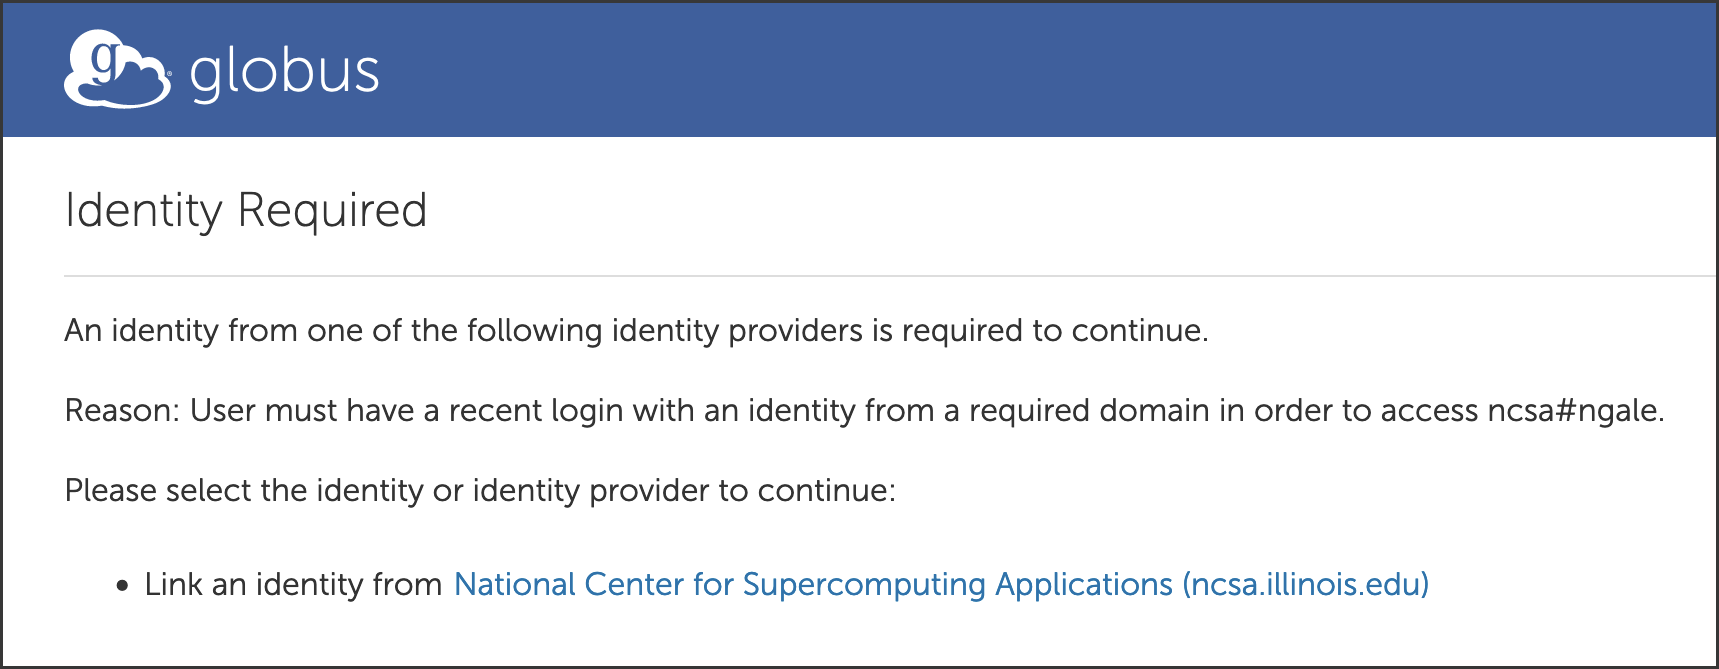 globus
Identity Required
An identity from one of the following identity providers is required to continue.
Reason: User must have a recent login with an identity from a required domain in order to access ncsa#ngale.
Please select the identity or identity provider to continue:
• Link an identity from National Center for Supercomputing Applications (ncsa.illinois.edu)